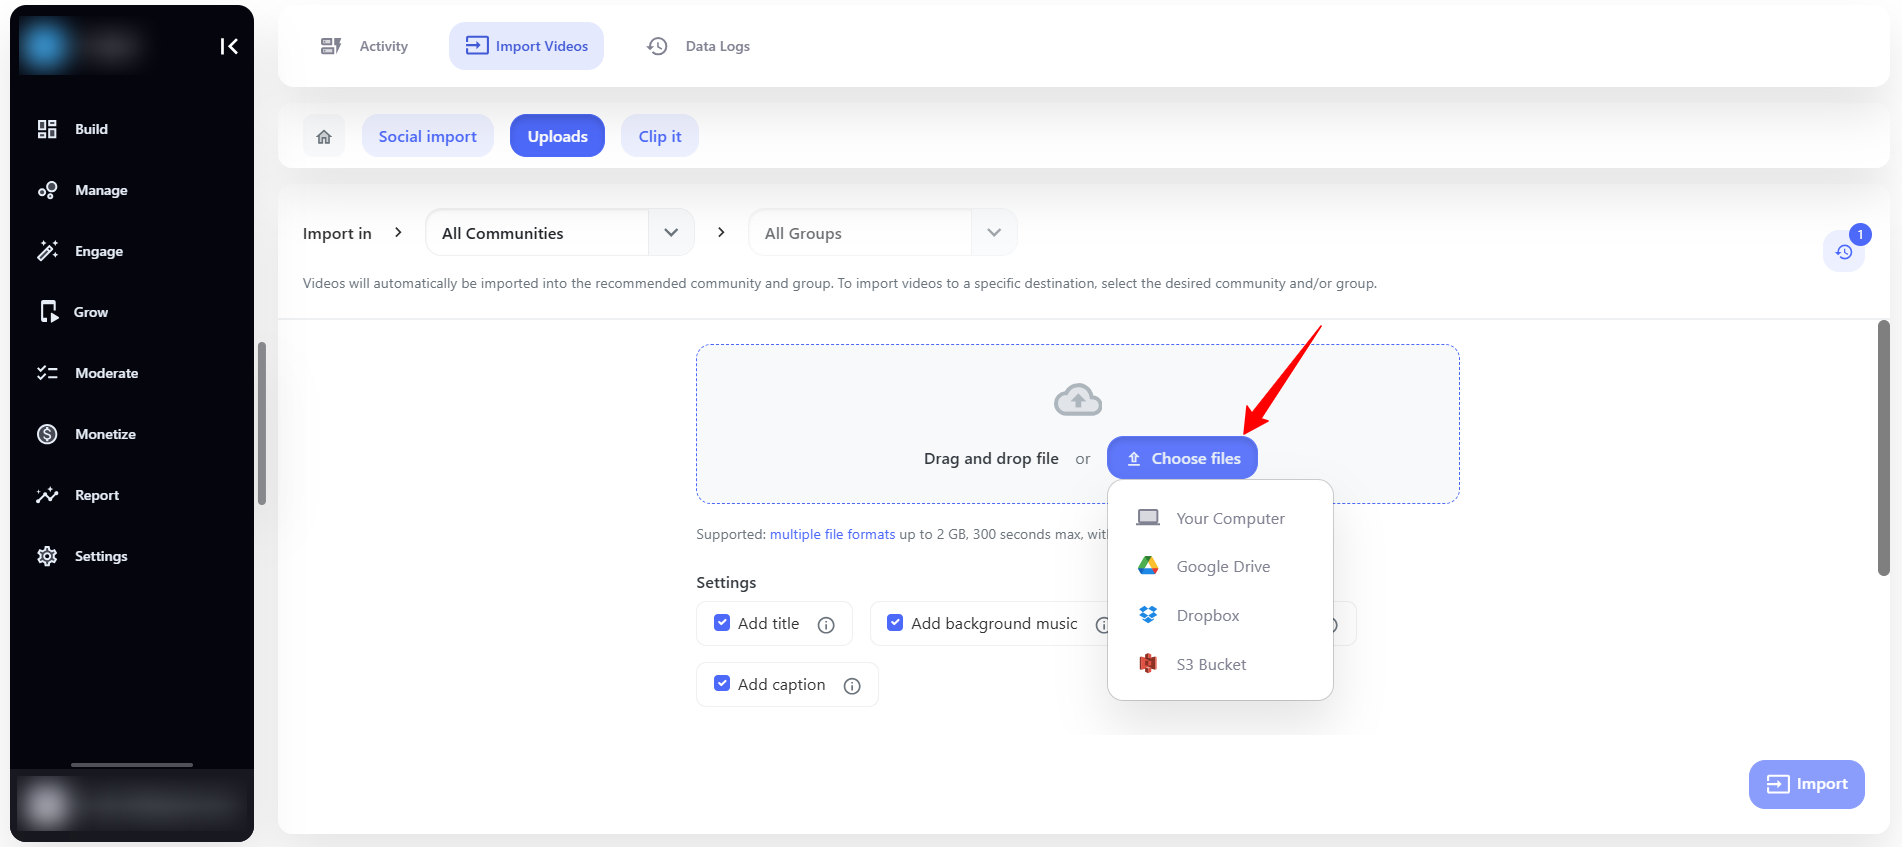 Activity
Import Videos
Data Logs
Build
Manage
Engage
Grow
Moderate
Monetize
Report
Settings
Social import
Uploads
Clip it
Import in
All Communities
All Groups
1
Videos will automatically be imported into the recommended community and group. To import videos to a specific destination, select the desired community and/or group.
Drag and drop file or Choose files
Your Computer
Google Drive
Dropbox
S3 Bucket
Supported: multiple file formats up to 2 GB, 300 seconds max,
Settings
Add title
Add background music
Add caption
Import